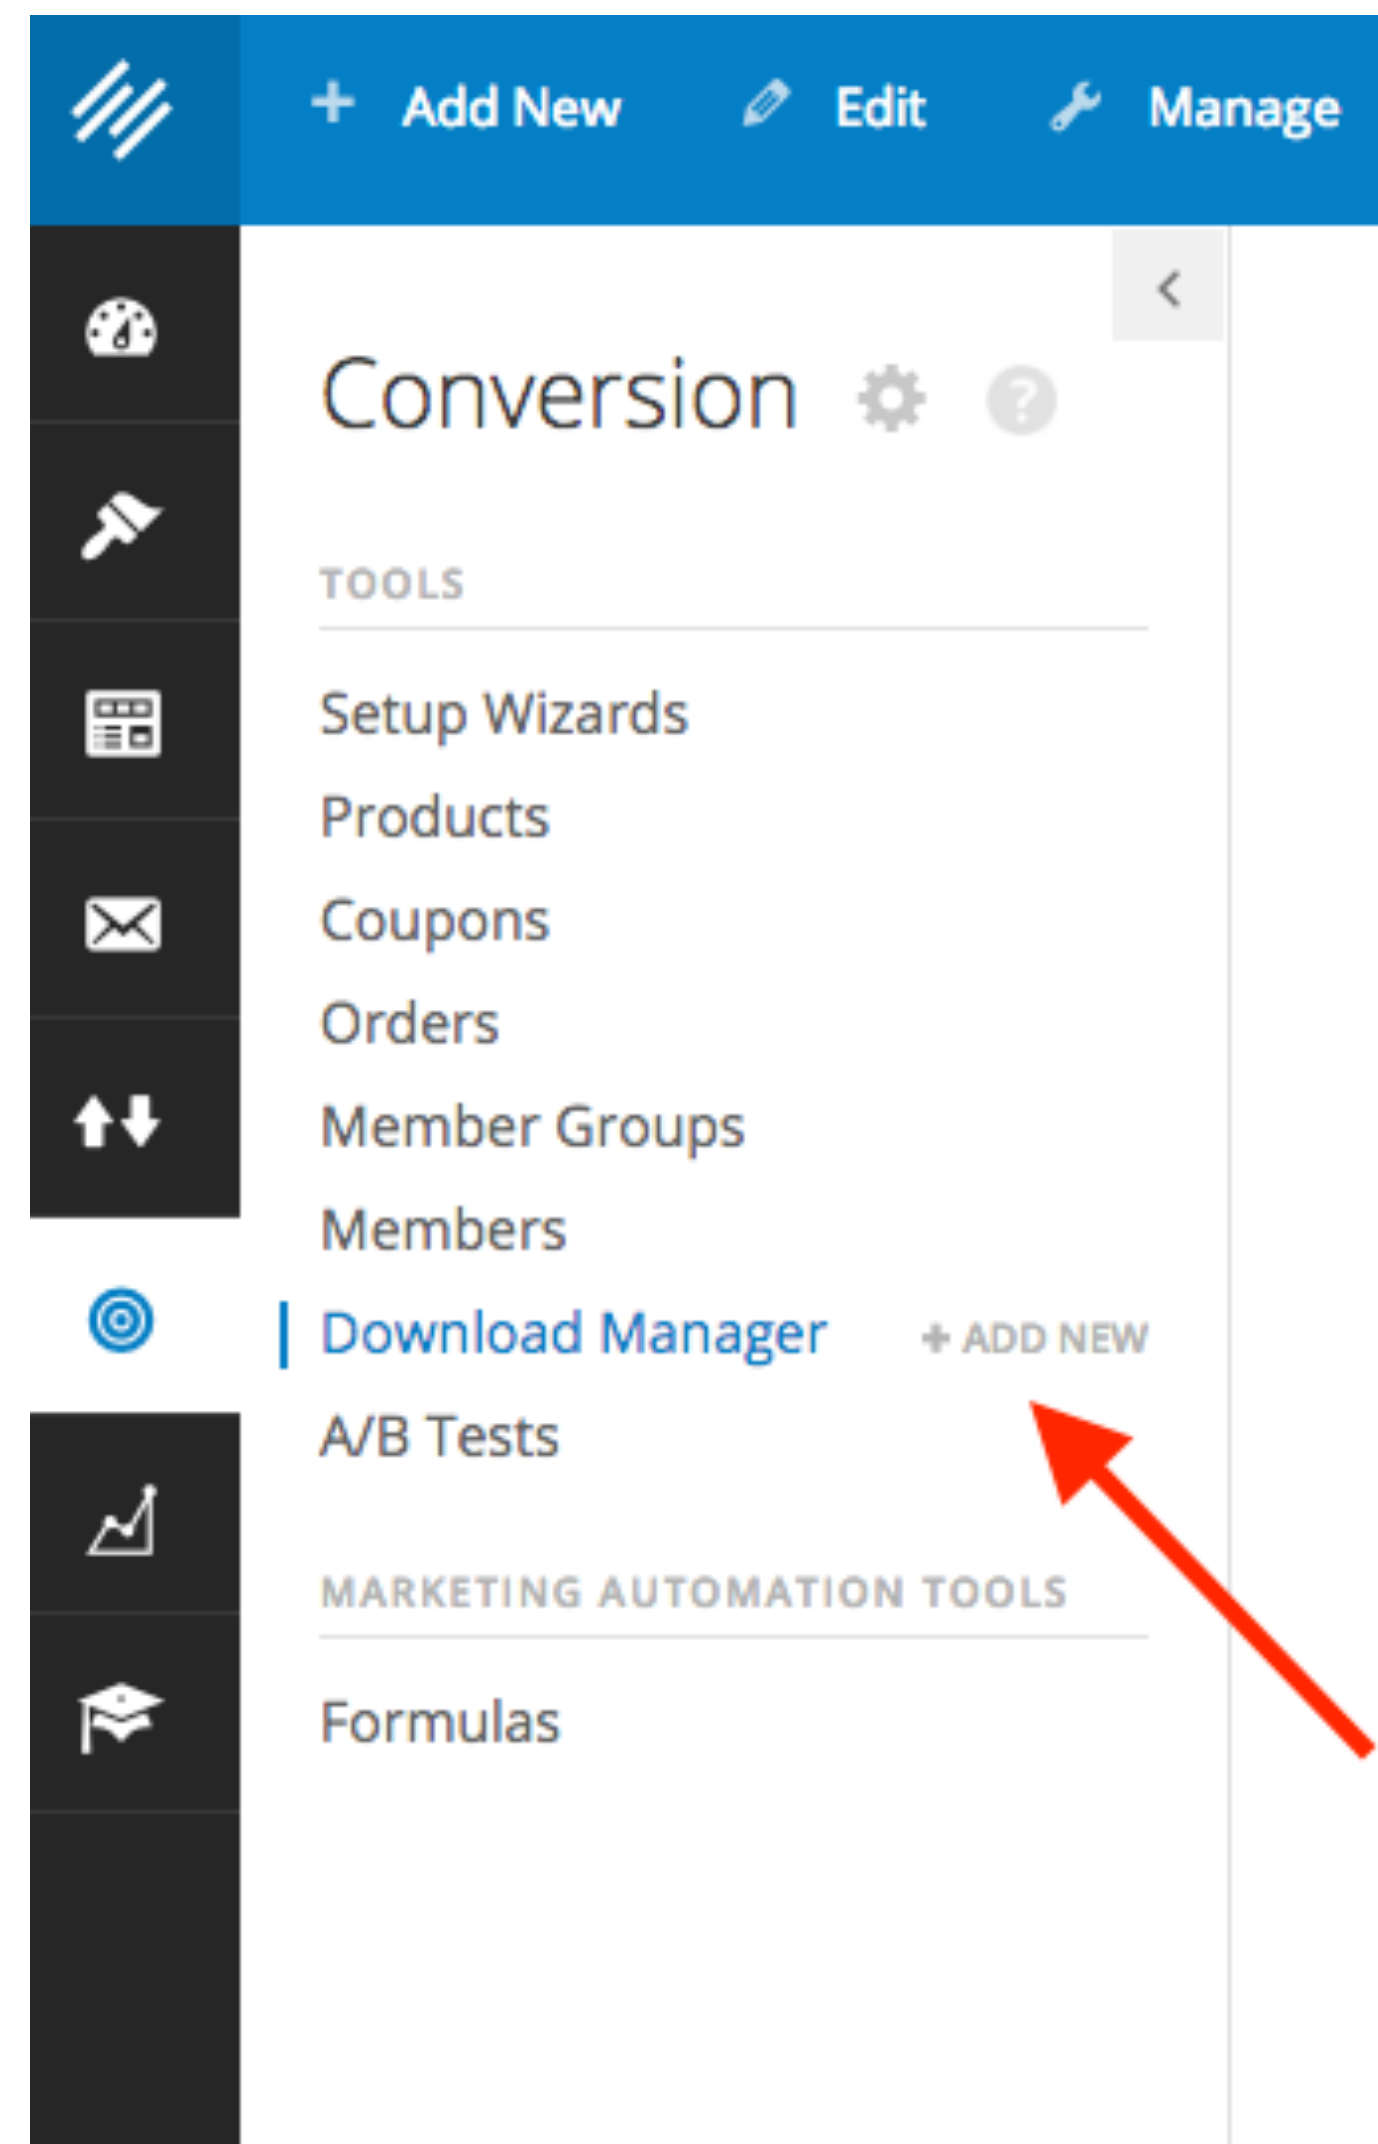 Add New Edit Manage
Conversion
TOOLS
Setup Wizards
Products
Coupons
Orders
Member Groups
Members
Download Manager + ADD NEW
A/B Tests
MARKETING AUTOMATION TOOLS
Formulas